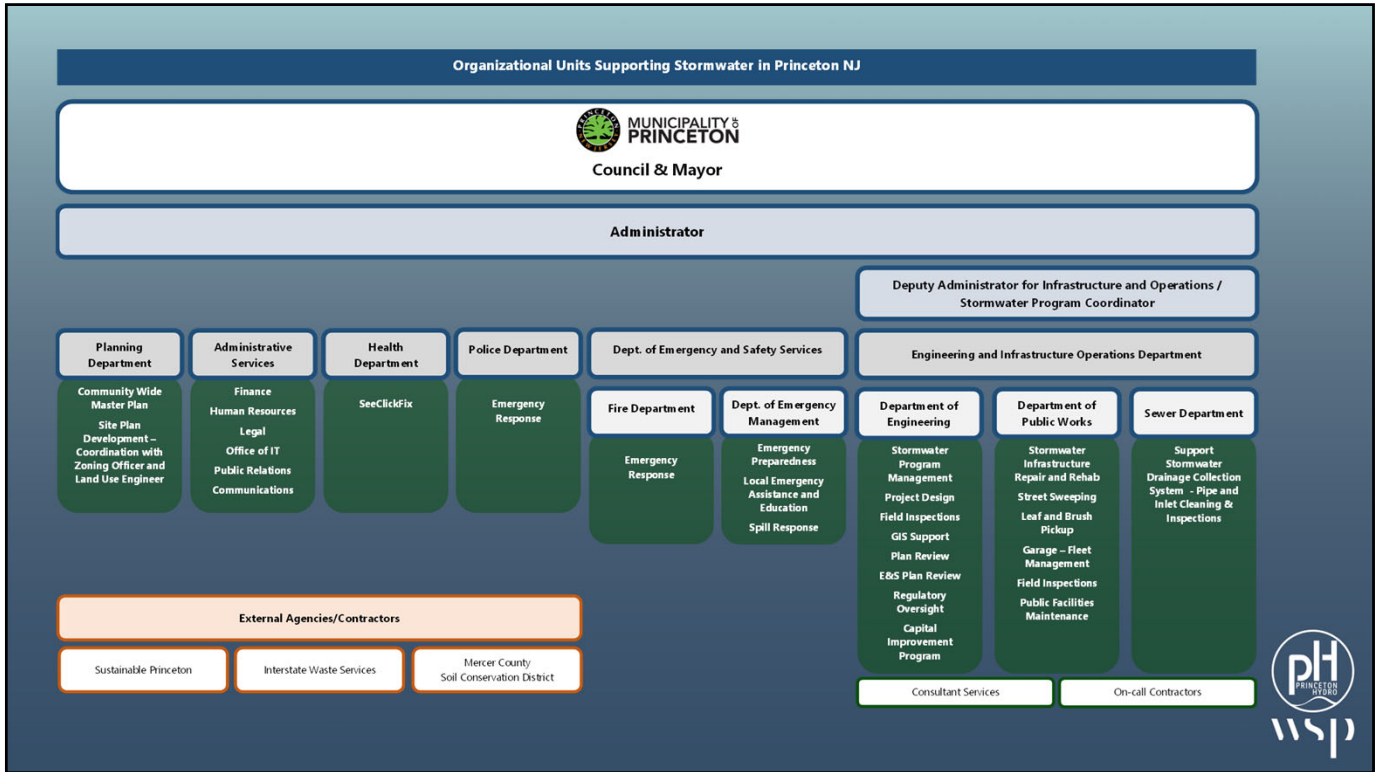 Organizational Units Supporting Stormwater in Princeton NJ
PRINCETON
NEW JERSEY
MUNICIPALITY OF
PRINCETON
Council & Mayor
Administrator
Deputy Administrator for Infrastructure and Operations /
Stormwater Program Coordinator
Planning
Department
Community Wide
Master Plan
Site Plan
Development –
Coordination with
Zoning Officer and
Land Use Engineer
Administrative
Services
Finance
Human Resources
Legal
Office of IT
Public Relations
Communications
Health
Department
SeeClickFix
Police Department
Emergency
Response
Dept. of Emergency and Safety Services
Fire Department
Emergency
Response
Dept. of Emergency
Management
Emergency
Preparedness
Local Emergency
Assistance and
Education
Spill Response
Engineering and Infrastructure Operations Department
Department of
Engineering
Stormwater
Program
Management
Project Design
Field Inspections
GIS Support
Plan Review
E&S Plan Review
Regulatory
Oversight
Capital
Improvement
Program
Department of
Public Works
Stormwater
Infrastructure
Repair and Rehab
Street Sweeping
Leaf and Brush
Pickup
Garage – Fleet
Management
Field Inspections
Public Facilities
Maintenance
Sewer Department
Support
Stormwater
Drainage Collection
System - Pipe and
Inlet Cleaning &
Inspections
Consultant Services
On-call Contractors
External Agencies/Contractors
Sustainable Princeton
Interstate Waste Services
Mercer County
Soil Conservation District
pH
PRINCETON
HYDRO
wsp